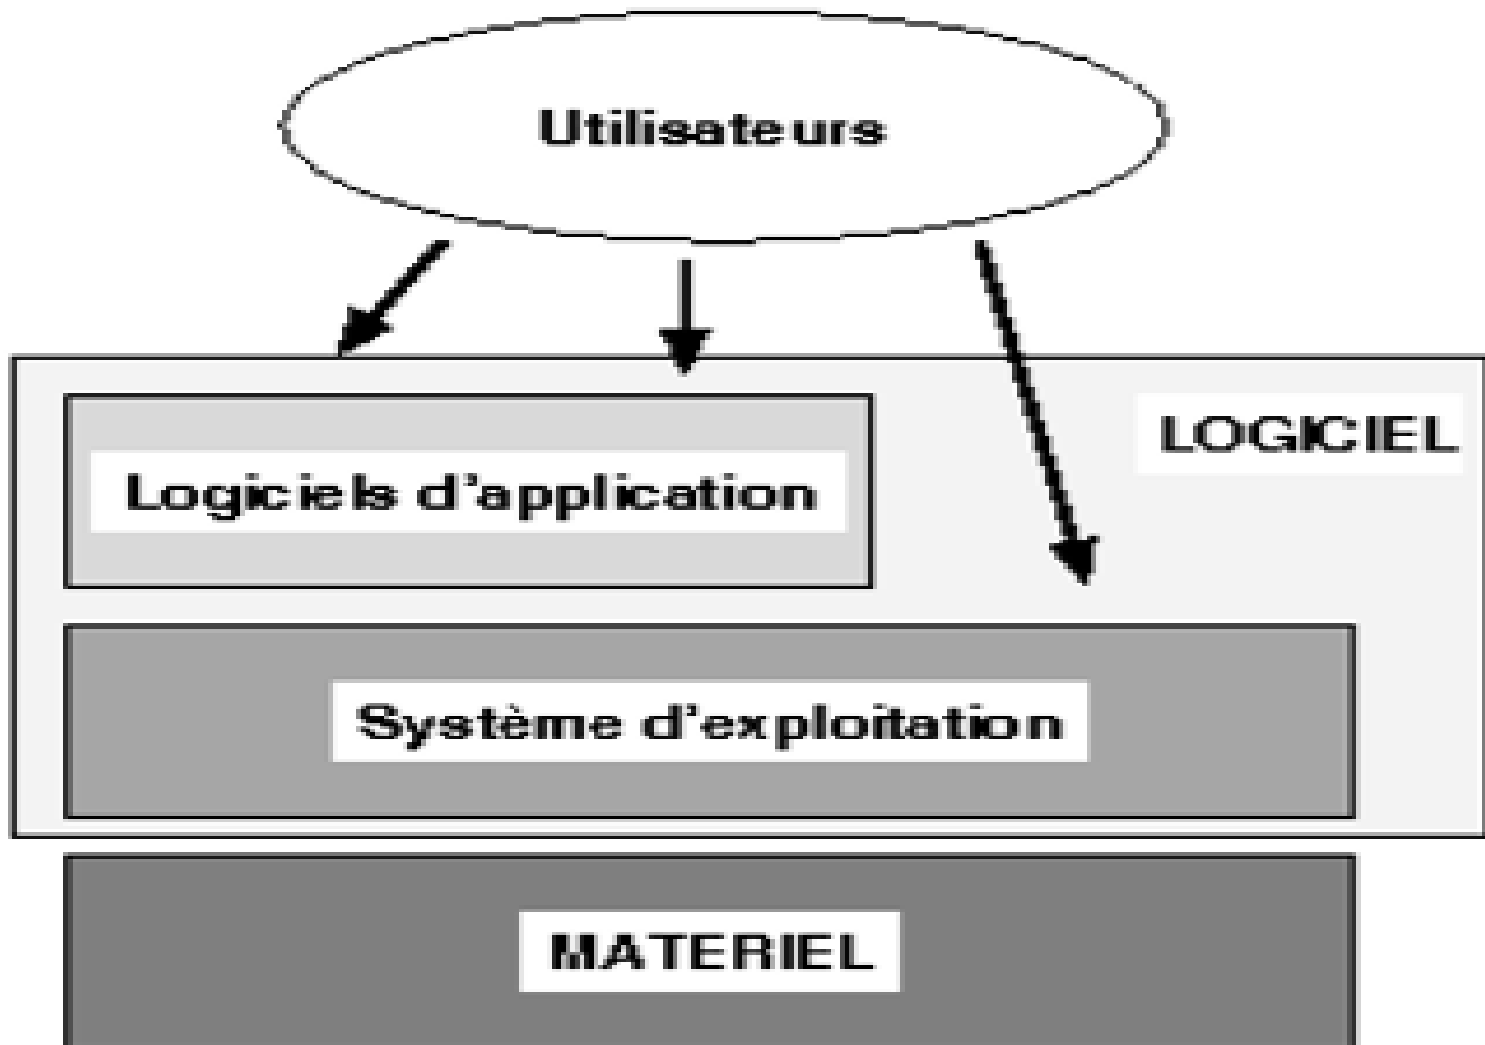 Utilisateurs
LOGICIEL
Logiciels d'application
Système d'exploitation
MATERIEL